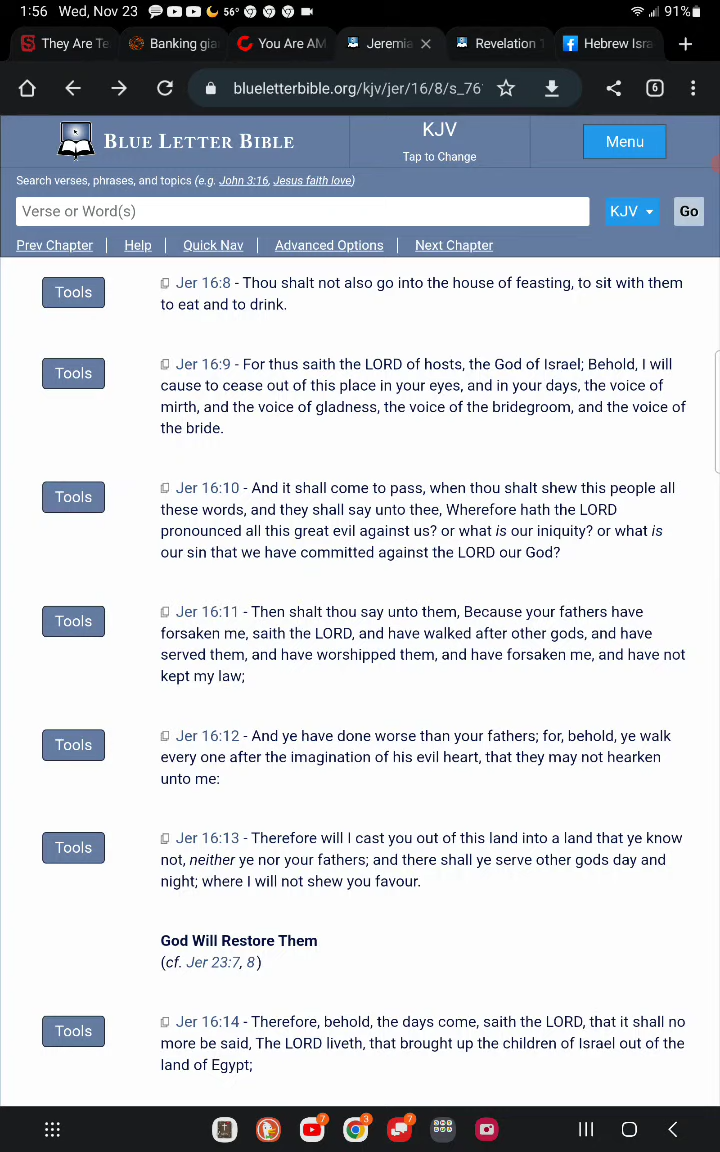 1:56 Wed, Nov 23 56° 91%
They Are Te
Banking gia
You Are AM
Jeremia
Revelation 1
Hebrew Isra
blueletterbible.org/kjv/jer/16/8/s_76
6
BLUE LETTER BIBLE
KJV
Tap to Change
Menu
Search verses, phrases, and topics (e.g. John 3:16, Jesus faith love)
Verse or Word(s)
KJV
Go
Prev Chapter | Help | Quick Nav | Advanced Options | Next Chapter
Tools
Jer 16:8 - Thou shalt not also go into the house of feasting, to sit with them
to eat and to drink.
Tools
Jer 16:9 - For thus saith the LORD of hosts, the God of Israel; Behold, I will
cause to cease out of this place in your eyes, and in your days, the voice of
mirth, and the voice of gladness, the voice of the bridegroom, and the voice of
the bride.
Tools
Jer 16:10 - And it shall come to pass, when thou shalt shew this people all
these words, and they shall say unto thee, Wherefore hath the LORD
pronounced all this great evil against us? or what is our iniquity? or what is
our sin that we have committed against the LORD our God?
Tools
Jer 16:11 - Then shalt thou say unto them, Because your fathers have
forsaken me, saith the LORD, and have walked after other gods, and have
served them, and have worshipped them, and have forsaken me, and have not
kept my law;
Tools
Jer 16:12 - And ye have done worse than your fathers; for, behold, ye walk
every one after the imagination of his evil heart, that they may not hearken
unto me:
Tools
Jer 16:13 - Therefore will I cast you out of this land into a land that ye know
not, neither ye nor your fathers; and there shall ye serve other gods day and
night; where I will not shew you favour.
God Will Restore Them
(cf. Jer 23:7, 8)
Tools
Jer 16:14 - Therefore, behold, the days come, saith the LORD, that it shall no
more be said, The LORD liveth, that brought up the children of Israel out of the
land of Egypt;
7
3
7